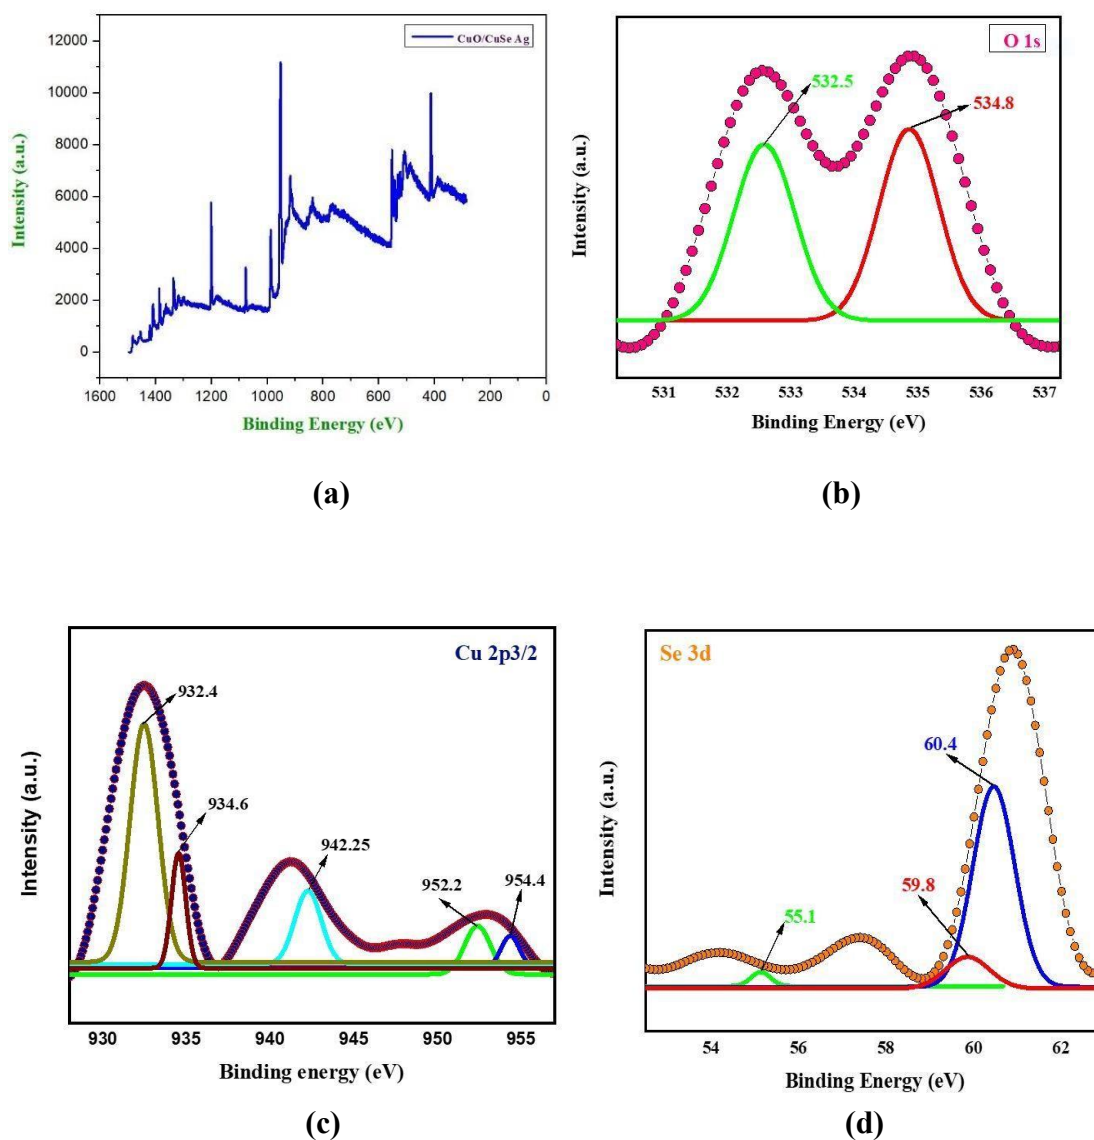 CuO/CuSe Ag
12000
10000
8000
6000
4000
2000
0
Intensity (a.u.)
1600 1400 1200 1000 800 600 400 200 0
Binding Energy (eV)
(a)
O 1s
532.5
534.8
Intensity (a.u.)
531 532 533 534 535 536 537
Binding Energy (eV)
(b)
Cu 2p3/2
932.4
934.6
942.25
952.2
954.4
Intensity (a.u.)
930 935 940 945 950 955
Binding energy (eV)
(c)
Se 3d
60.4
59.8
55.1
Intensity (a.u.)
54 56 58 60 62
Binding Energy (eV)
(d)